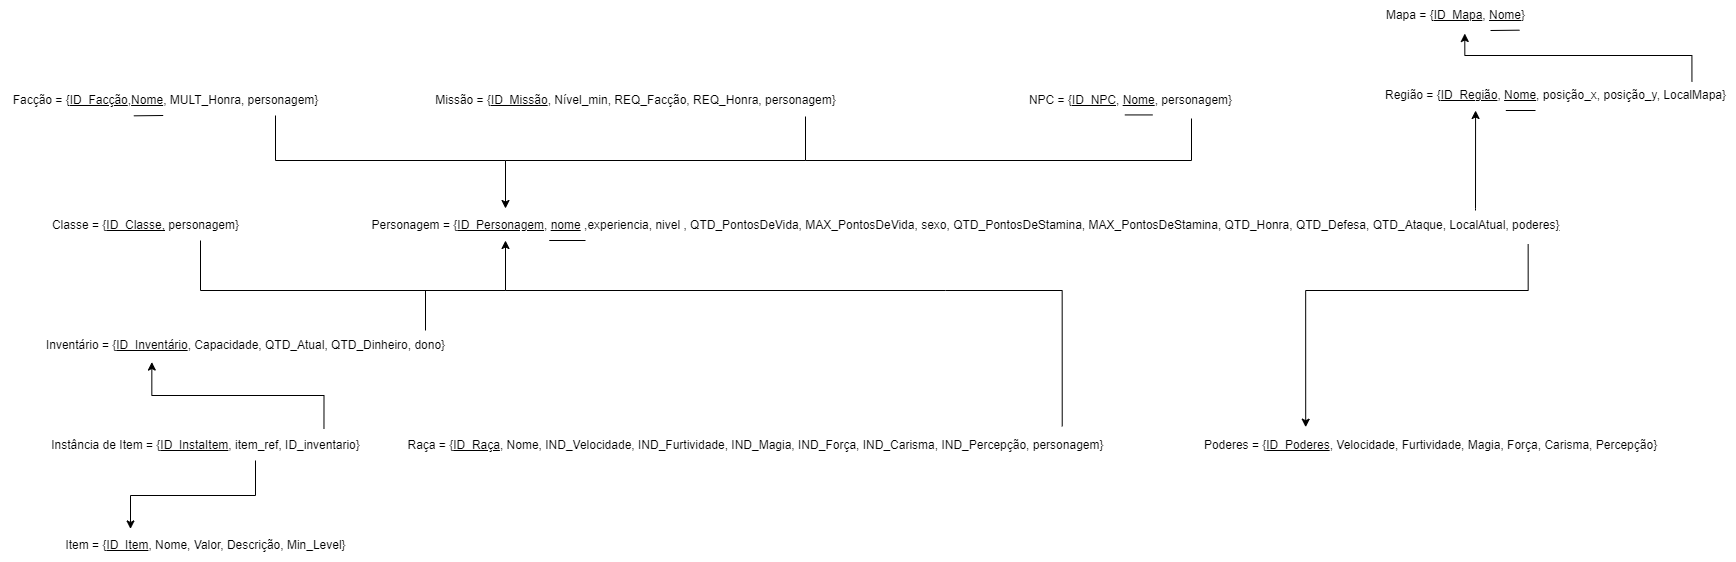 Mapa = {ID_Mapa, Nome}
Facção = {ID_Facção,Nome, MULT_Honra, personagem}
Missão = {ID_Missão, Nível_min, REQ_Facção, REQ_Honra, personagem}
NPC = {ID_NPC, Nome, personagem}
Região = {ID_Região, Nome, posição_x, posição_y, LocalMapa}
Classe = {ID_Classe, personagem}
Personagem = {ID_Personagem, nome ,experiencia, nivel , QTD_PontosDeVida, MAX_PontosDeVida, sexo, QTD_PontosDeStamina, MAX_PontosDeStamina, QTD_Honra, QTD_Defesa, QTD_Ataque, LocalAtual, poderes}
Inventário = {ID_Inventário, Capacidade, QTD_Atual, QTD_Dinheiro, dono}
Instância de Item = {ID_InstaItem, item_ref, ID_inventario}
Raça = {ID_Raça, Nome, IND_Velocidade, IND_Furtividade, IND_Magia, IND_Força, IND_Carisma, IND_Percepção, personagem}
Poderes = {ID_Poderes, Velocidade, Furtividade, Magia, Força, Carisma, Percepção}
Item = {ID_Item, Nome, Valor, Descrição, Min_Level}